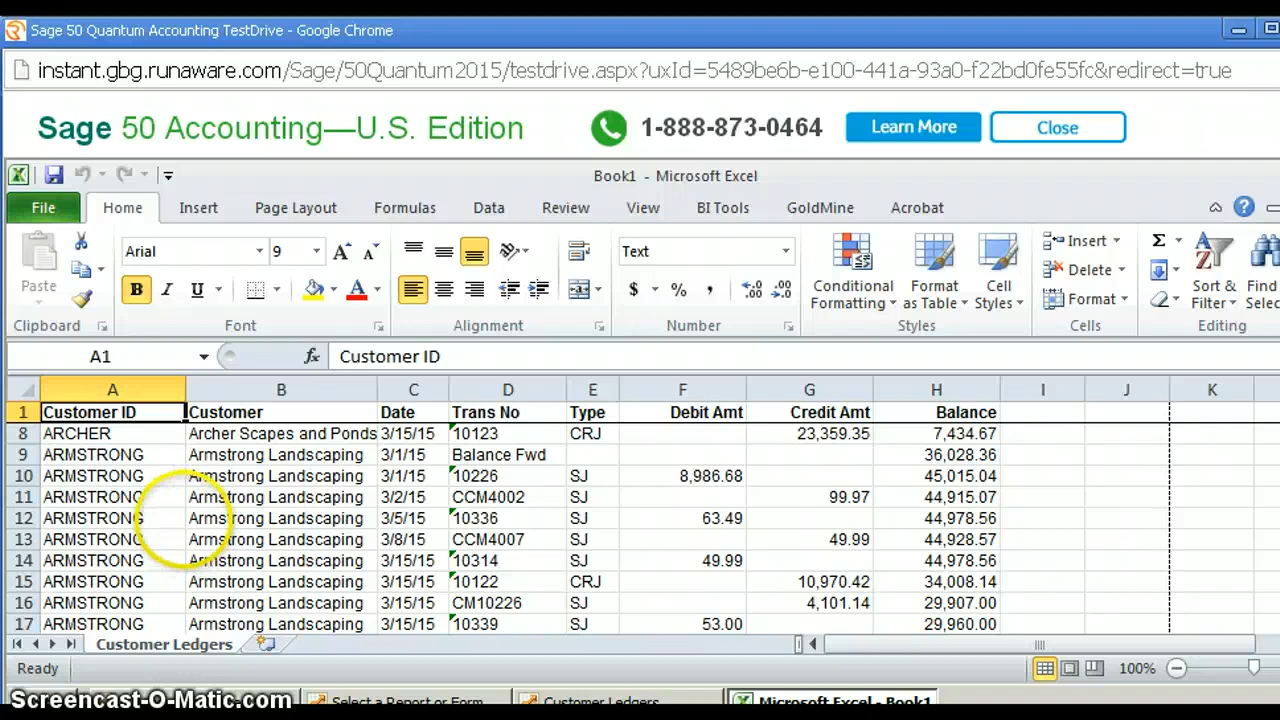 Sage 50 Quantum Accounting TestDrive - Google Chrome
instant.gbg.runaware.com/Sage/50Quantum2015/testdrive.aspx?uxId=5489be6b-e100-441a-93a0-f22bd0fe55fc&redirect=true
Sage 50 Accounting—U.S. Edition 1-888-873-0464 Learn More Close
Book1 - Microsoft Excel
File Home Insert Page Layout Formulas Data Review View BI Tools GoldMine Acrobat
Paste Arial 9 Text Conditional Formatting Format as Table Cell Styles Insert Delete Format Sort & Filter Find
B I U $ % ,
Clipboard Font Alignment Number Styles Cells Editing
A1 fx Customer ID
A B C D E F G H I J K
1 Customer ID Customer Date Trans No Type Debit Amt Credit Amt Balance
8 ARCHER Archer Scapes and Ponds 3/15/15 10123 CRJ 23,359.35 7,434.67
9 ARMSTRONG Armstrong Landscaping 3/1/15 Balance Fwd 36,028.36
10 ARMSTRONG Armstrong Landscaping 3/1/15 10226 SJ 8,986.68 45,015.04
11 ARMSTRONG Armstrong Landscaping 3/2/15 CCM4002 SJ 99.97 44,915.07
12 ARMSTRONG Armstrong Landscaping 3/5/15 10336 SJ 63.49 44,978.56
13 ARMSTRONG Armstrong Landscaping 3/8/15 CCM4007 SJ 49.99 44,928.57
14 ARMSTRONG Armstrong Landscaping 3/15/15 10314 SJ 49.99 44,978.56
15 ARMSTRONG Armstrong Landscaping 3/15/15 10122 CRJ 10,970.42 34,008.14
16 ARMSTRONG Armstrong Landscaping 3/15/15 CM10226 SJ 4,101.14 29,907.00
17 ARMSTRONG Armstrong Landscaping 3/15/15 10339 SJ 53.00 29,960.00
Customer Ledgers
Ready 100%
Screencast-O-Matic.com Select a Report or Form Customer Ledgers Microsoft Excel - Book1